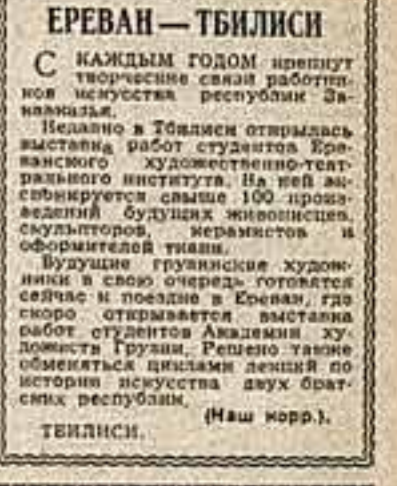 ЕРЕВАН — ТБИЛИСИ
С КАЖДЫМ ГОДОМ крепнут
творческие связи работни-
ков искусства республик За-
кавказья.
Недавно в Тбилиси открылась
выставка работ студентов Ере-
ванского художественно-теат-
рального института. На ней эк-
спонируется свыше 100 произ-
ведений будущих живописцев,
скульпторов, керамистов и
оформителей ткани.
Будущие грузинские худож-
ники в свою очередь готовятся
сейчас к поездке в Ереван, где
скоро открывается выставка
работ студентов Академии ху-
дожеств Грузии. Решено также
обменяться циклами лекций по
истории искусства двух брат-
ских республик.
(Наш корр.).
ТБИЛИСИ.